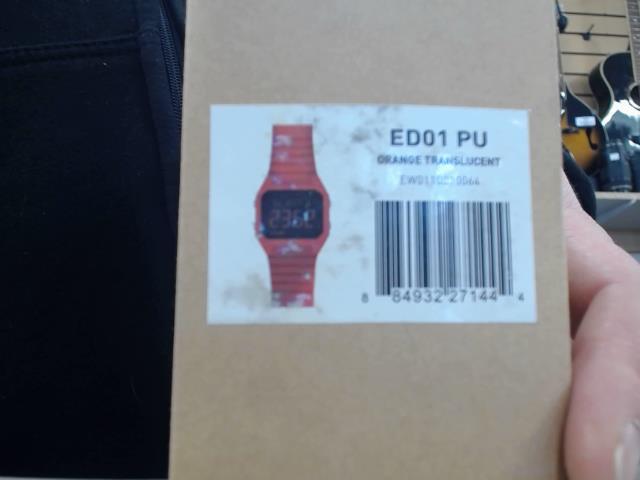 ED01 PU
ORANGE TRANSLUCENT
8 84932 27144 4